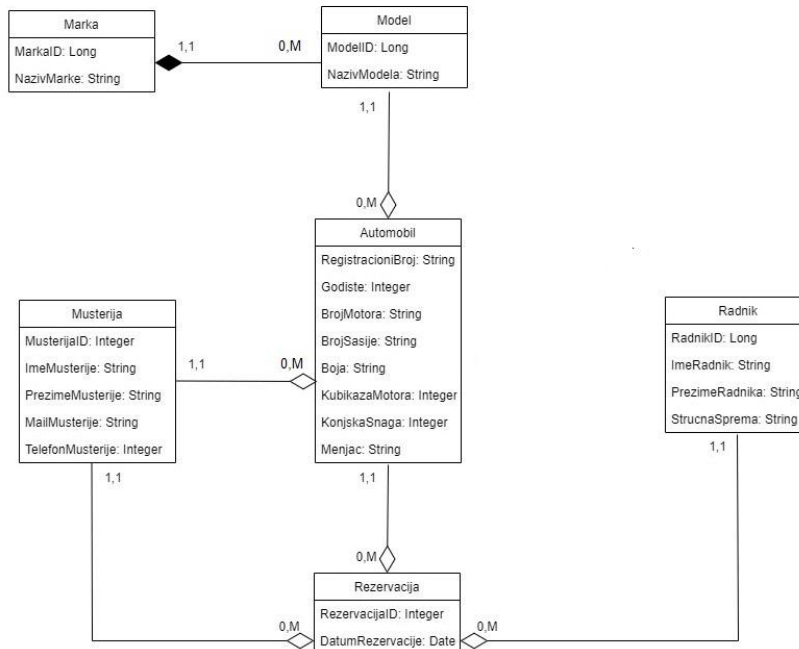 Marka
MarkaID: Long
NazivMarke: String
1,1
0,M
Model
ModelID: Long
NazivModela: String
1,1
0,M
Automobil
RegistracioniBroj: String
Godiste: Integer
BrojMotora: String
BrojSasije: String
Boja: String
KubikazaMotora: Integer
KonjskaSnaga: Integer
Menjac: String
Musterija
MusterijaID: Integer
ImeMusterije: String
PrezimeMusterije: String
MailMusterije: String
TelefonMusterije: Integer
1,1
0,M
Radnik
RadnikID: Long
ImeRadnik: String
PrezimeRadnika: String
StrucnaSprema: String
1,1
1,1
1,1
0,M
Rezervacija
RezervacijaID: Integer
DatumRezervacije: Date
0,M
0,M